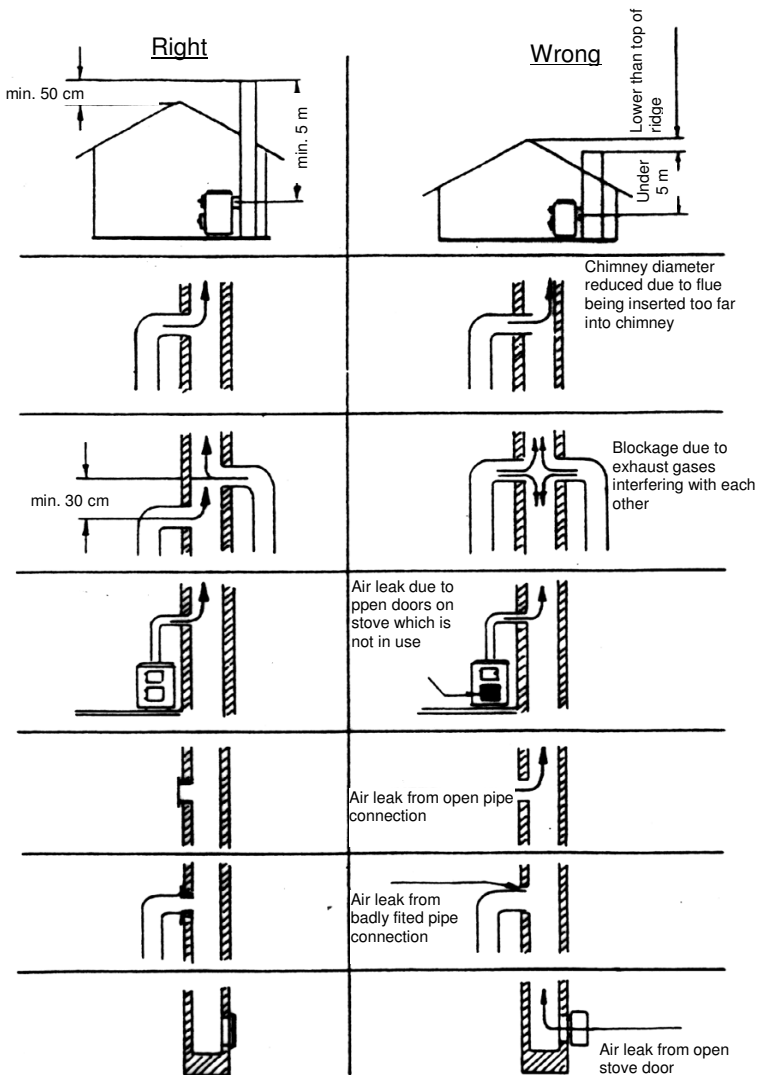 Right
Wrong
min. 50 cm
min. 5 m
Lower than top of
ridge
Under
5 m
Chimney diameter
reduced due to flue
being inserted too far
into chimney
min. 30 cm
Blockage due to
exhaust gases
interfering with each
other
Air leak due to
ppen doors on
stove which is
not in use
Air leak from open pipe
connection
Air leak from
badly fited pipe
connection
Air leak from open
stove door